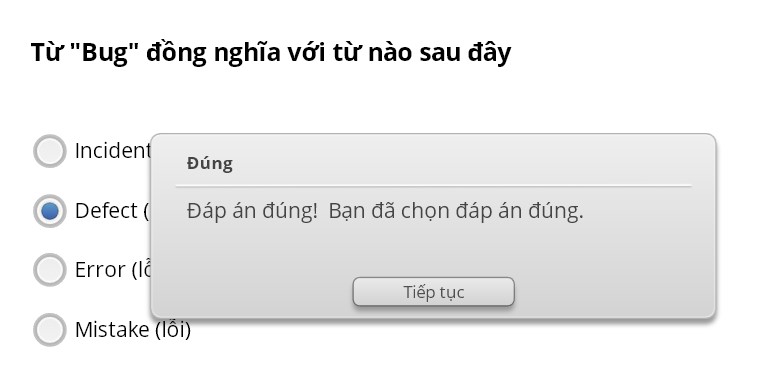 Từ "Bug" đồng nghĩa với từ nào sau đây
Incident
Đúng
Defect (
Đáp án đúng!  Bạn đã chọn đáp án đúng.
Error (lỗ
Tiếp tục
Mistake (lỗi)